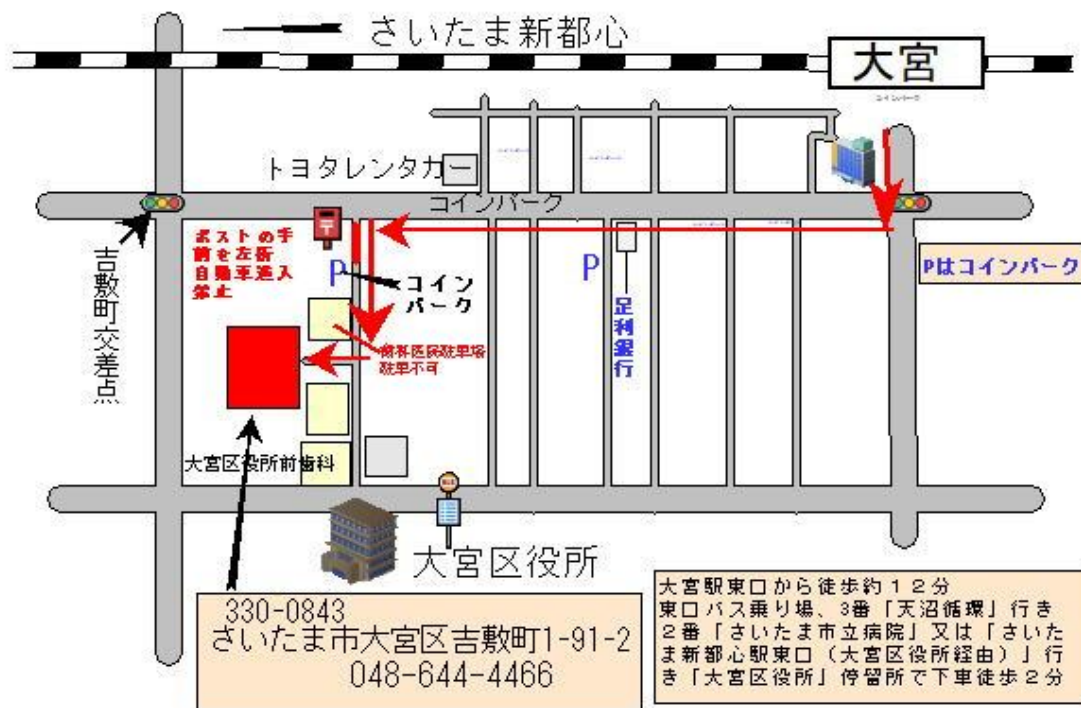 さいたま新都心
大宮
コインパーク
トヨタレンタカー
コインパーク
ポストの手
前を左折
自動車進入
禁止
〒
P
コイン
パーク
P
足利銀行
Pはコインパーク
吉敷町交差点
歯科医院駐車場
駐車不可
大宮区役所前歯科
大宮区役所
330-0843
さいたま市大宮区吉敷町1-91-2
048-644-4466
大宮駅東口から徒歩約１２分
東口バス乗り場、3番「天沼循環」行き
２番「さいたま市立病院」又は「さいた
ま新都心駅東口（大宮区役所経由）」行
き「大宮区役所」停留所で下車徒歩２分